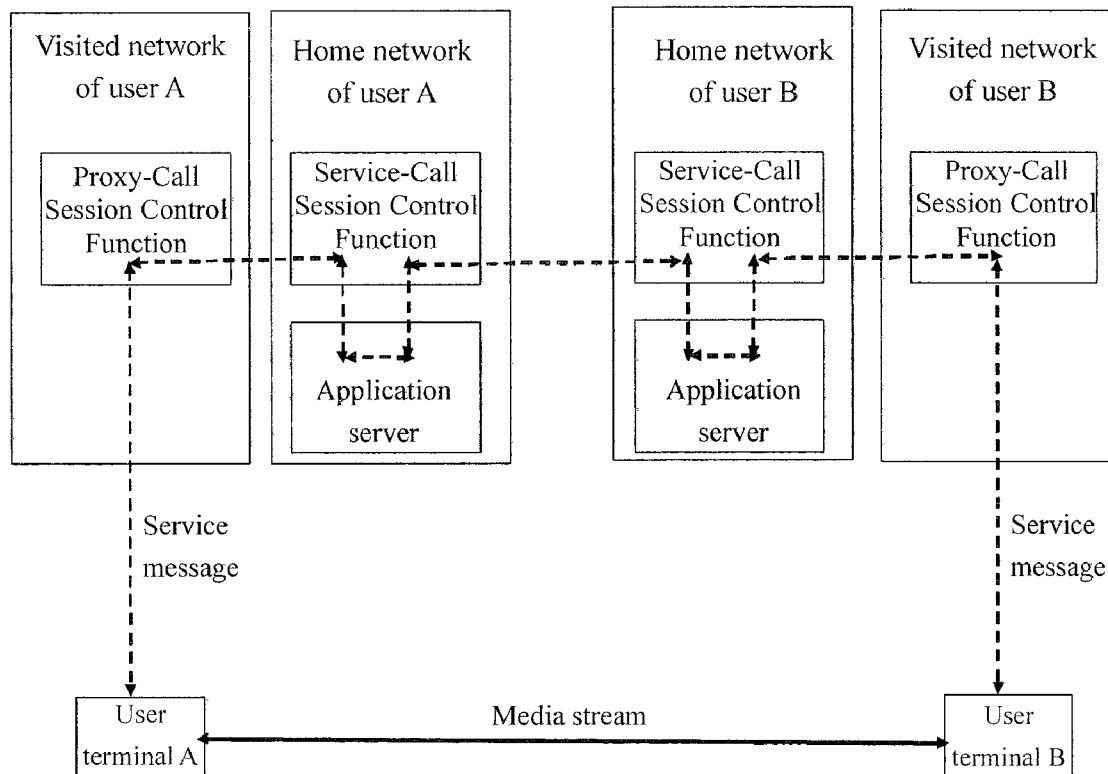 Visited network
of user A
Home network
of user A
Home network
of user B
Visited network
of user B
Proxy-Call
Session Control
Function
Service-Call
Session Control
Function
Service-Call
Session Control
Function
Proxy-Call
Session Control
Function
Application
server
Application
server
Service
message
Service
message
User
terminal A
Media stream
User
terminal B